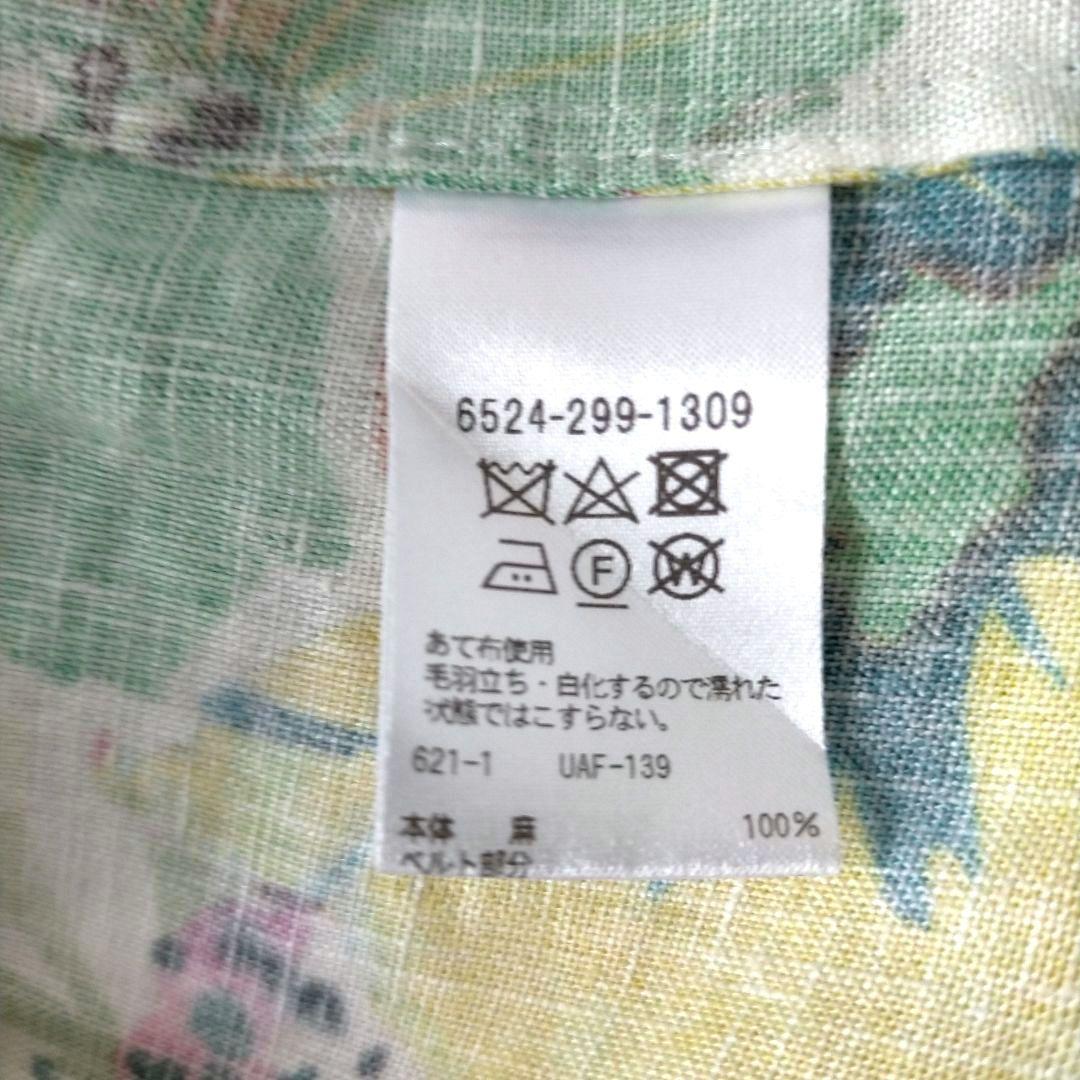 6524-299-1309
F W
あて布使用
毛羽立ち・白化するので濡れた
状態ではこすらない。
621-1 UAF-139
本体 麻 100%
ベルト部分